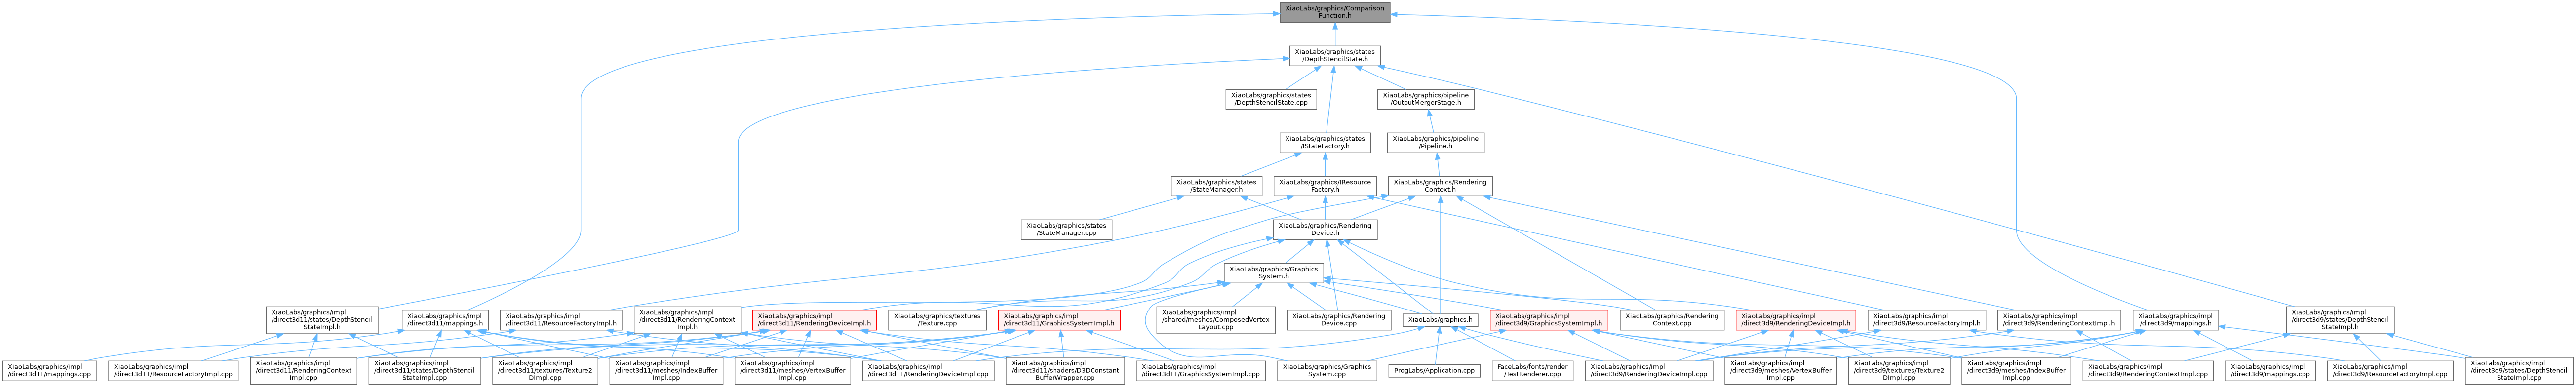 XiaoLabs/graphics/Comparison
Function.h
XiaoLabs/graphics/states
/DepthStencilState.h
XiaoLabs/graphics/states
/DepthStencilState.cpp
XiaoLabs/graphics/pipeline
/OutputMergerStage.h
XiaoLabs/graphics/states
/IStateFactory.h
XiaoLabs/graphics/pipeline
/Pipeline.h
XiaoLabs/graphics/states
/StateManager.h
XiaoLabs/graphics/IResource
Factory.h
XiaoLabs/graphics/Rendering
Context.h
XiaoLabs/graphics/states
/StateManager.cpp
XiaoLabs/graphics/Rendering
Device.h
XiaoLabs/graphics/Graphics
System.h
XiaoLabs/graphics/impl
/direct3d11/states/DepthStencil
StateImpl.h
XiaoLabs/graphics/impl
/direct3d11/mappings.h
XiaoLabs/graphics/impl
/direct3d11/ResourceFactoryImpl.h
XiaoLabs/graphics/impl
/direct3d11/RenderingContext
Impl.h
XiaoLabs/graphics/impl
/direct3d11/RenderingDeviceImpl.h
XiaoLabs/graphics/textures
/Texture.cpp
XiaoLabs/graphics/impl
/direct3d11/GraphicsSystemImpl.h
XiaoLabs/graphics/impl
/shared/meshes/ComposedVertex
Layout.cpp
XiaoLabs/graphics/Rendering
Device.cpp
XiaoLabs/graphics.h
XiaoLabs/graphics/impl
/direct3d9/GraphicsSystemImpl.h
XiaoLabs/graphics/Rendering
Context.cpp
XiaoLabs/graphics/impl
/direct3d9/RenderingDeviceImpl.h
XiaoLabs/graphics/impl
/direct3d9/ResourceFactoryImpl.h
XiaoLabs/graphics/impl
/direct3d9/RenderingContextImpl.h
XiaoLabs/graphics/impl
/direct3d9/mappings.h
XiaoLabs/graphics/impl
/direct3d9/states/DepthStencil
StateImpl.h
XiaoLabs/graphics/impl
/direct3d11/mappings.cpp
XiaoLabs/graphics/impl
/direct3d11/ResourceFactoryImpl.cpp
XiaoLabs/graphics/impl
/direct3d11/RenderingContext
Impl.cpp
XiaoLabs/graphics/impl
/direct3d11/states/DepthStencil
StateImpl.cpp
XiaoLabs/graphics/impl
/direct3d11/textures/Texture2
DImpl.cpp
XiaoLabs/graphics/impl
/direct3d11/meshes/IndexBuffer
Impl.cpp
XiaoLabs/graphics/impl
/direct3d11/meshes/VertexBuffer
Impl.cpp
XiaoLabs/graphics/impl
/direct3d11/RenderingDeviceImpl.cpp
XiaoLabs/graphics/impl
/direct3d11/shaders/D3DConstant
BufferWrapper.cpp
XiaoLabs/graphics/impl
/direct3d11/GraphicsSystemImpl.cpp
XiaoLabs/graphics/Graphics
System.cpp
ProgLabs/Application.cpp
FaceLabs/fonts/render
/TestRenderer.cpp
XiaoLabs/graphics/impl
/direct3d9/RenderingDeviceImpl.cpp
XiaoLabs/graphics/impl
/direct3d9/meshes/VertexBuffer
Impl.cpp
XiaoLabs/graphics/impl
/direct3d9/textures/Texture2
DImpl.cpp
XiaoLabs/graphics/impl
/direct3d9/meshes/IndexBuffer
Impl.cpp
XiaoLabs/graphics/impl
/direct3d9/RenderingContextImpl.cpp
XiaoLabs/graphics/impl
/direct3d9/mappings.cpp
XiaoLabs/graphics/impl
/direct3d9/ResourceFactoryImpl.cpp
XiaoLabs/graphics/impl
/direct3d9/states/DepthStencil
StateImpl.cpp